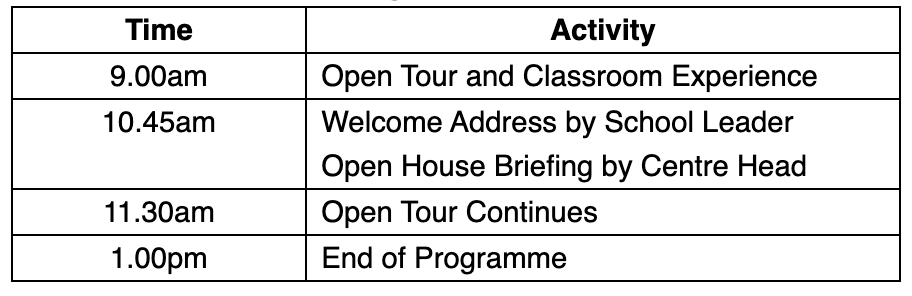 Time Activity
9.00am Open Tour and Classroom Experience
10.45am Welcome Address by School Leader
Open House Briefing by Centre Head
11.30am Open Tour Continues
1.00pm End of Programme